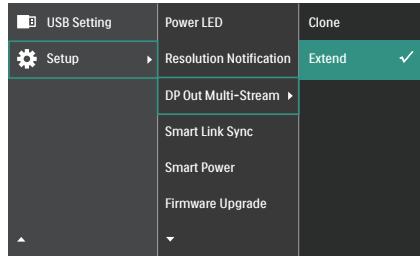 USB Setting
Setup
Power LED
Resolution Notification
DP Out Multi-Stream
Smart Link Sync
Smart Power
Firmware Upgrade
Clone
Extend